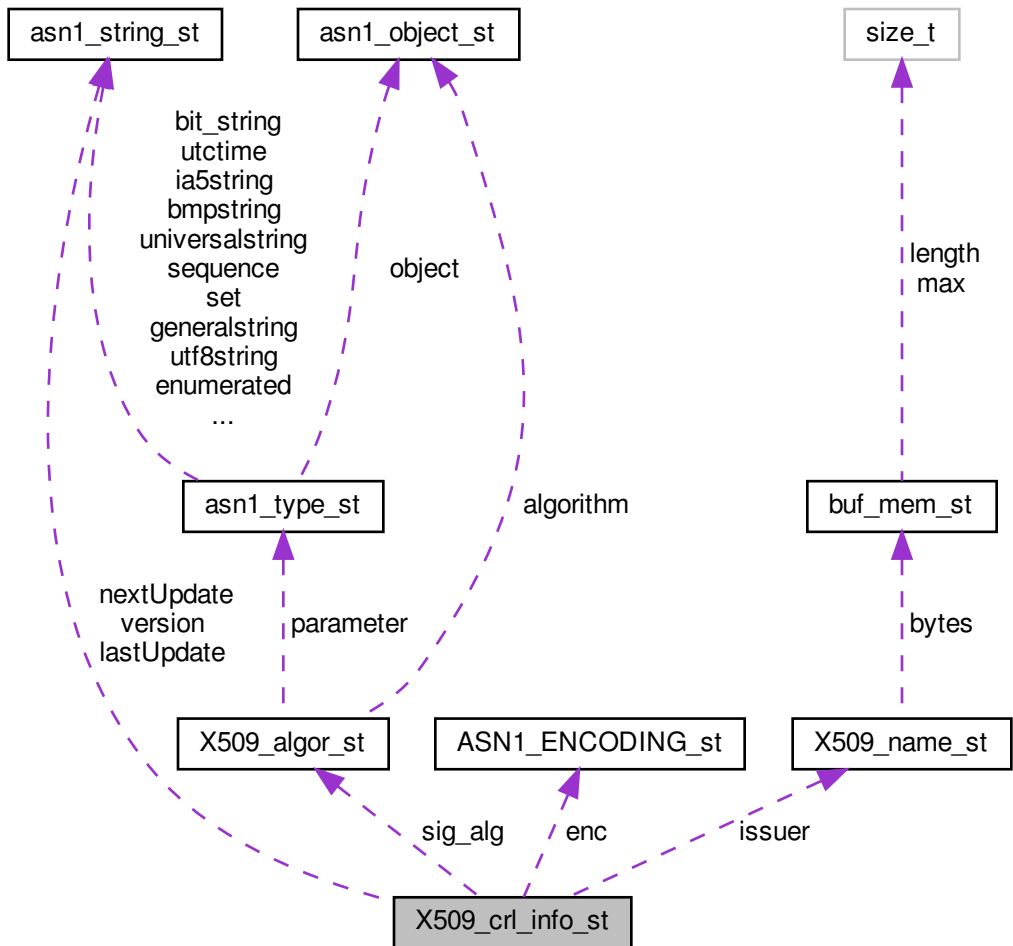 asn1_string_st
asn1_object_st
size_t
bit_string
utctime
ia5string
bmpstring
universalstring
sequence
set
generalstring
utf8string
enumerated
...
object
length
max
asn1_type_st
algorithm
buf_mem_st
nextUpdate
version
lastUpdate
parameter
bytes
X509_algor_st
ASN1_ENCODING_st
X509_name_st
sig_alg
enc
issuer
X509_crl_info_st